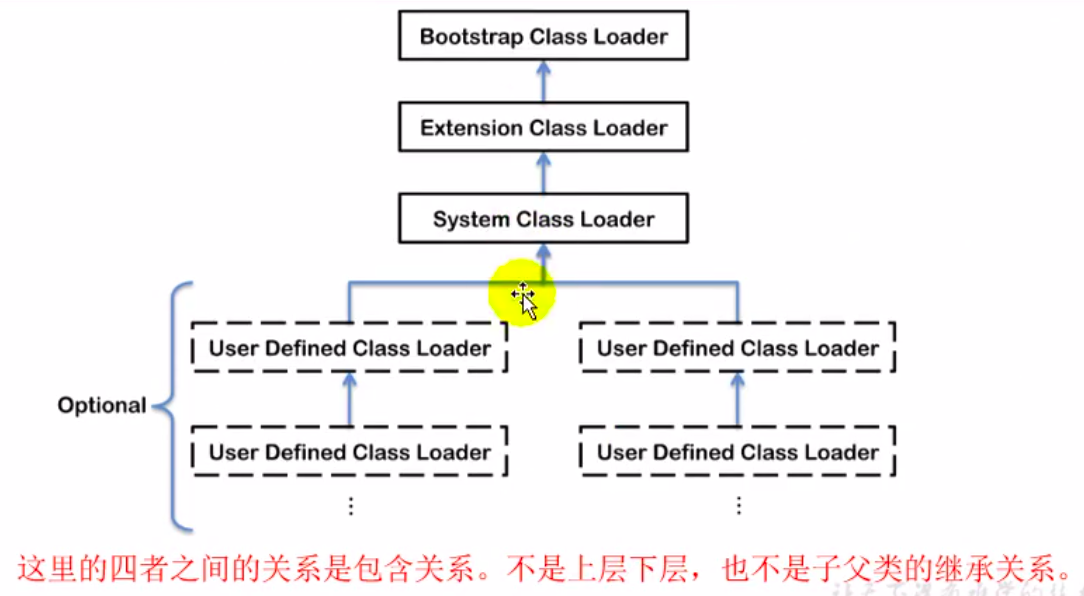 Bootstrap Class Loader
Extension Class Loader
System Class Loader
User Defined Class Loader
User Defined Class Loader
Optional
User Defined Class Loader
User Defined Class Loader
⋮
⋮
这里的四者之间的关系是包含关系。不是上层下层，也不是子父类的继承关系。